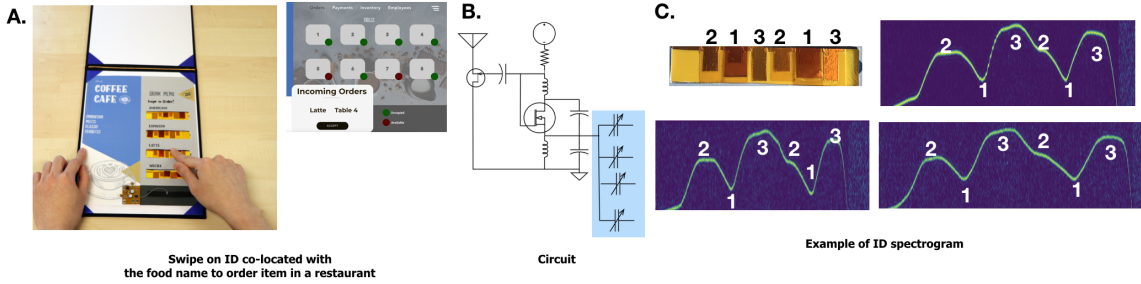 A.
COFFEE
CAFE
LATTE
Orders Payments Inventory Employees
1 2 3 4
5 6 7 8
Incoming Orders
Latte Table 4
ACCEPT
Occupied
Available
Swipe on ID co-located with
the food name to order item in a restaurant
B.
Circuit
C.
2 1 3 2 1 3
2 3 2 3
1 1
2 3 2 3
1 1
2 3 2 3
1 1
Example of ID spectrogram